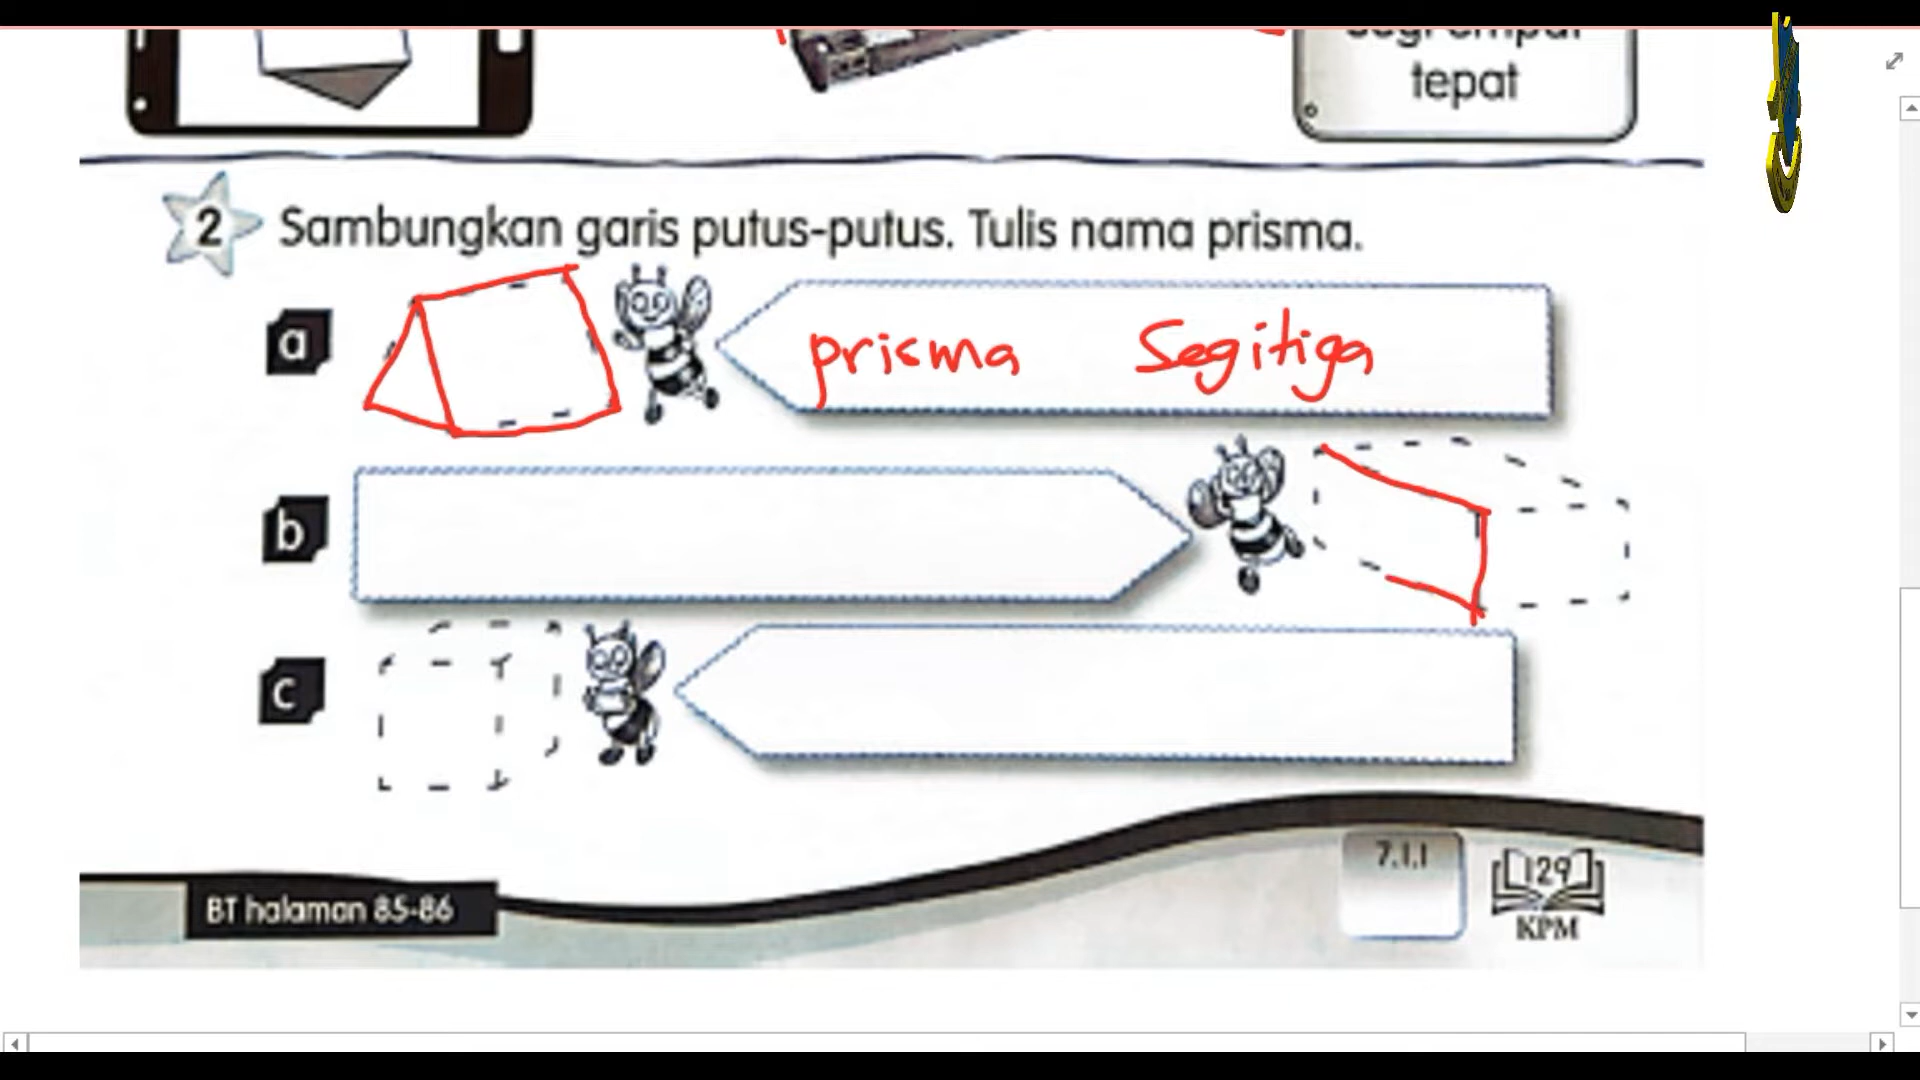 tepat
2 Sambungkan garis putus-putus. Tulis nama prisma.
a prisma Segitiga
b
c
7.1.1
129
BT halaman 85-86
KPM